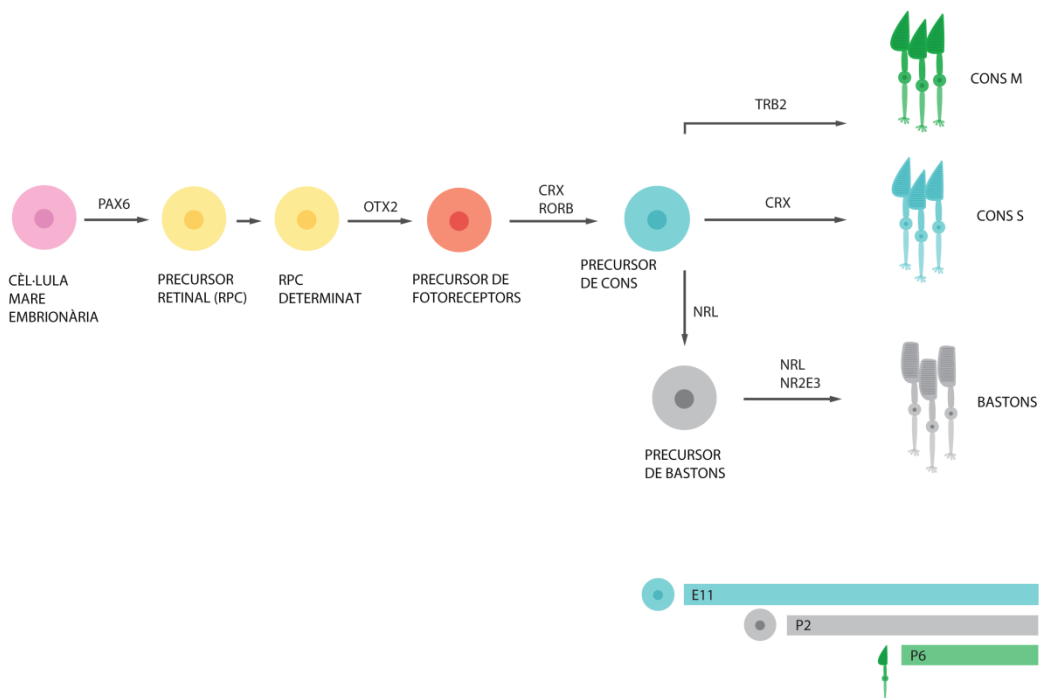 TRB2
CONS M
PAX6
OTX2
CRX
RORB
CRX
CONS S
CÈL·LULA
MARE
EMBRIONÀRIA
PRECURSOR
RETINAL (RPC)
RPC
DETERMINAT
PRECURSOR DE
FOTORECEPTORS
PRECURSOR
DE CONS
NRL
NRL
NR2E3
BASTONS
PRECURSOR
DE BASTONS
E11
P2
P6